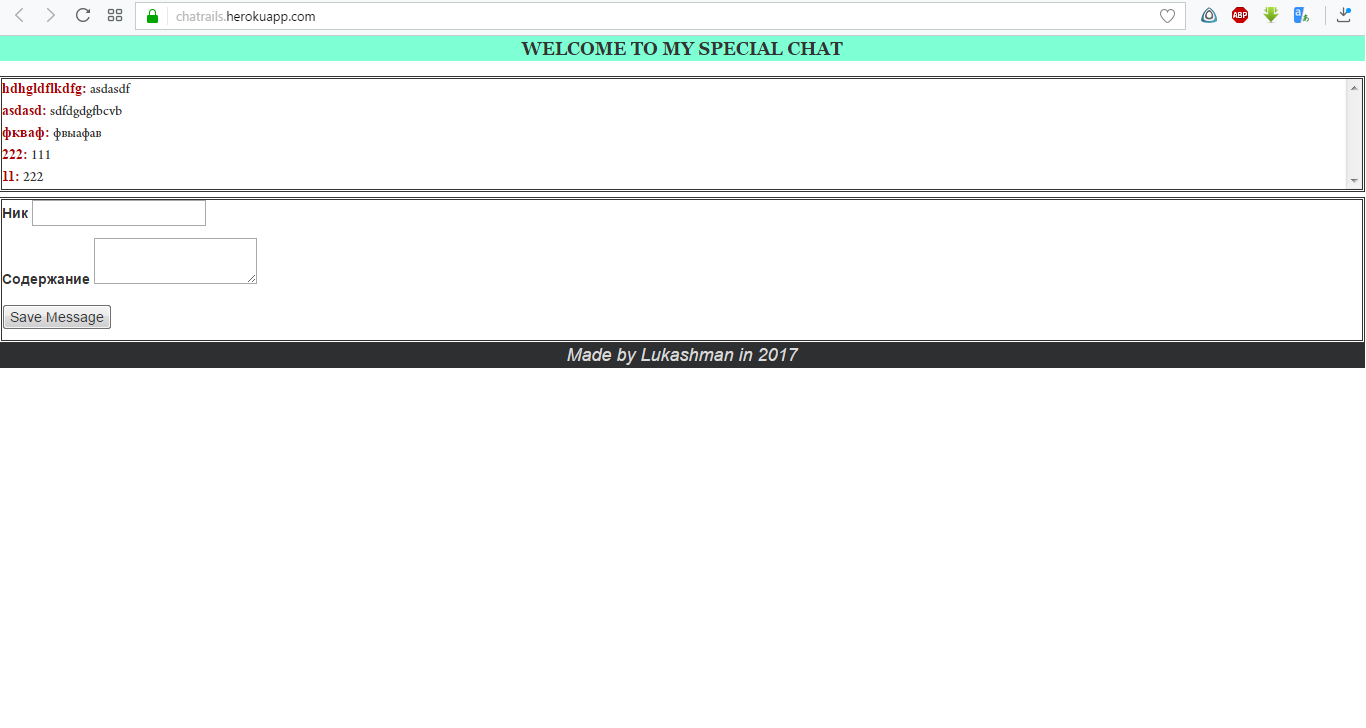 chatrails.herokuapp.com
ABP
a あ
WELCOME TO MY SPECIAL CHAT
hdhgldflkdfg: asdasdf
asdasd: sdfdgdgfbcvb
фкваф: фвыафав
222: 111
11: 222
Ник
Содержание
Save Message
Made by Lukashman in 2017